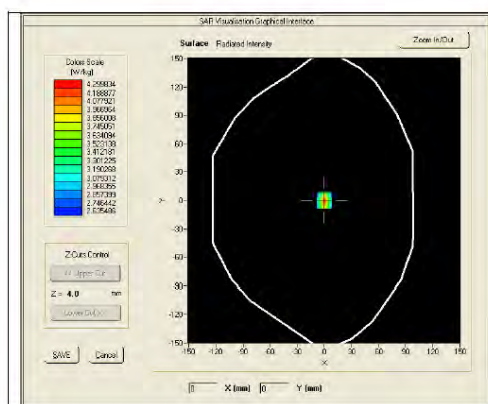 SAR Visualisation Graphical Interface
Surface Radiated Intensity
Zoom In/Out
Colors Scale
(W/kg)
4.299834
4.188877
4.077921
3.966964
3.856008
3.745051
3.634094
3.523138
3.412181
3.301225
3.190268
3.079312
2.968355
2.857399
2.746442
2.635486
150
120
90
60
30
0
-30
-60
-90
-120
-150
Y
-150 -120 -90 -60 -30 0 30 60 90 120 150
X
Z-Cuts Control
Upper Cut
Z = 4.0 mm
Lower
SAVE
Cancel
0 X (mm) 0 Y (mm)